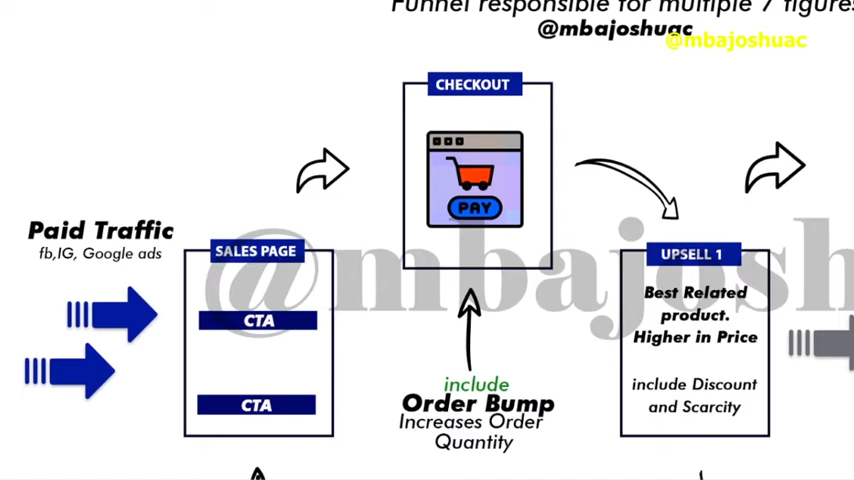 Funnel responsible for multiple 7 figures
@mbajoshuac
@mbajoshuac
CHECKOUT
PAY
Paid Traffic
fb,IG, Google ads
SALES PAGE
CTA
CTA
include
Order Bump
Increases Order
Quantity
UPSELL 1
Best Related
product.
Higher in Price
include Discount
and Scarcity
@mbajosh